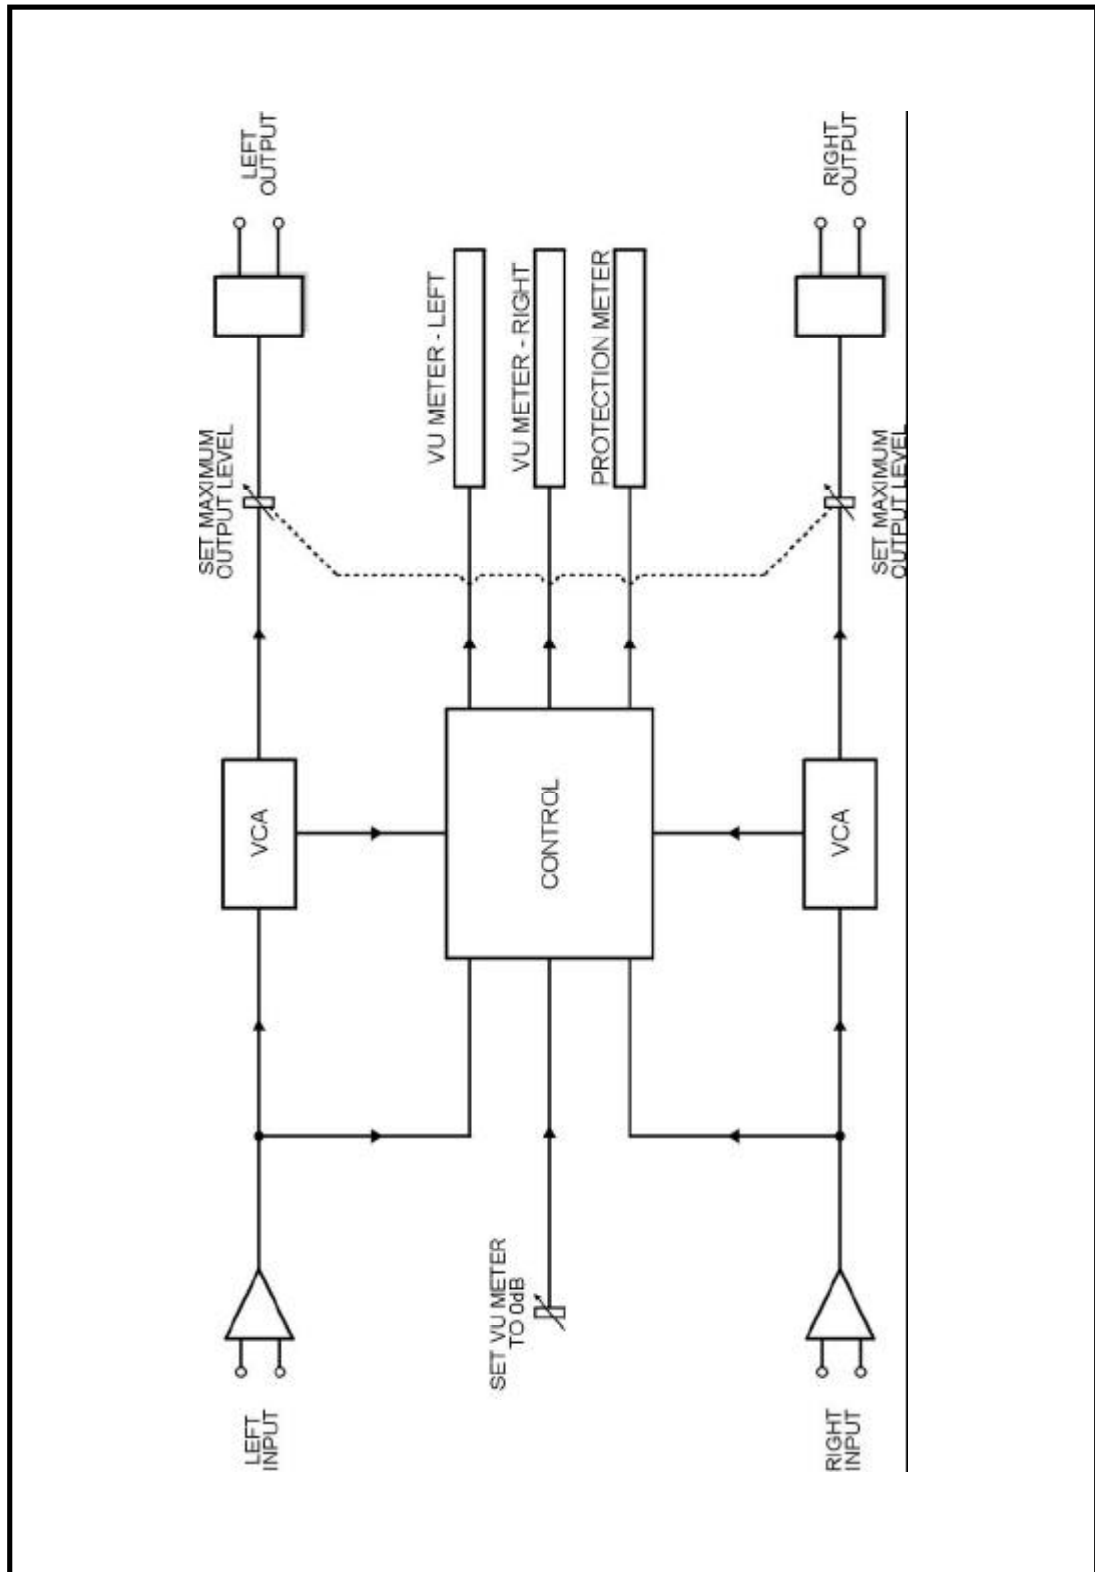 LEFT
INPUT
VCA
SET MAXIMUM
OUTPUT LEVEL
LEFT
OUTPUT
VU METER - LEFT
SET VU METER
TO 0dB
CONTROL
VU METER - RIGHT
PROTECTION METER
RIGHT
INPUT
VCA
SET MAXIMUM
OUTPUT LEVEL
RIGHT
OUTPUT